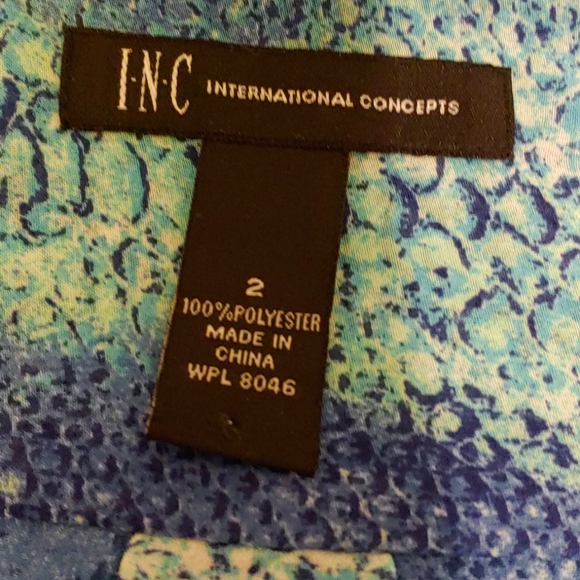 I·N·C INTERNATIONAL CONCEPTS
2
100%POLYESTER
MADE IN
CHINA
WPL 8046